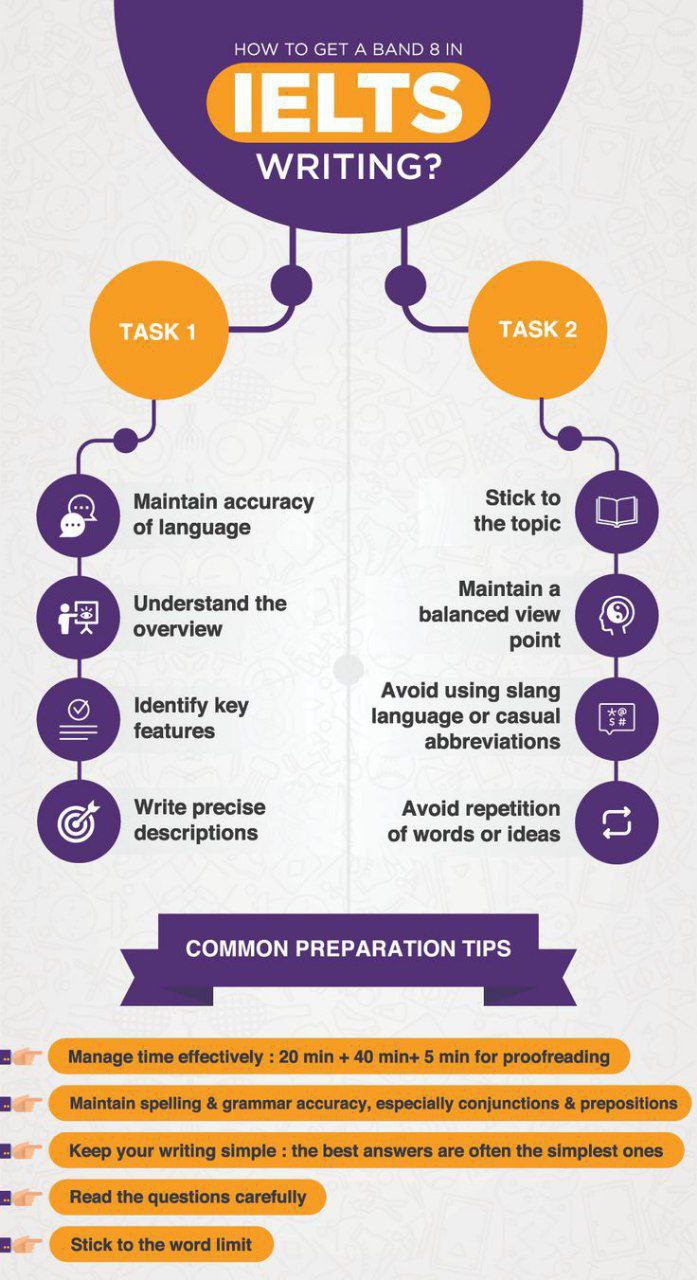 HOW TO GET A BAND 8 IN
IELTS
WRITING?
TASK 1
Maintain accuracy
of language
Understand the
overview
Identify key
features
Write precise
descriptions
TASK 2
Stick to
the topic
Maintain a
balanced view
point
Avoid using slang
language or casual
abbreviations
*@
$#
Avoid repetition
of words or ideas
COMMON PREPARATION TIPS
Manage time effectively : 20 min + 40 min+ 5 min for proofreading
Maintain spelling & grammar accuracy, especially conjunctions & prepositions
Keep your writing simple : the best answers are often the simplest ones
Read the questions carefully
Stick to the word limit